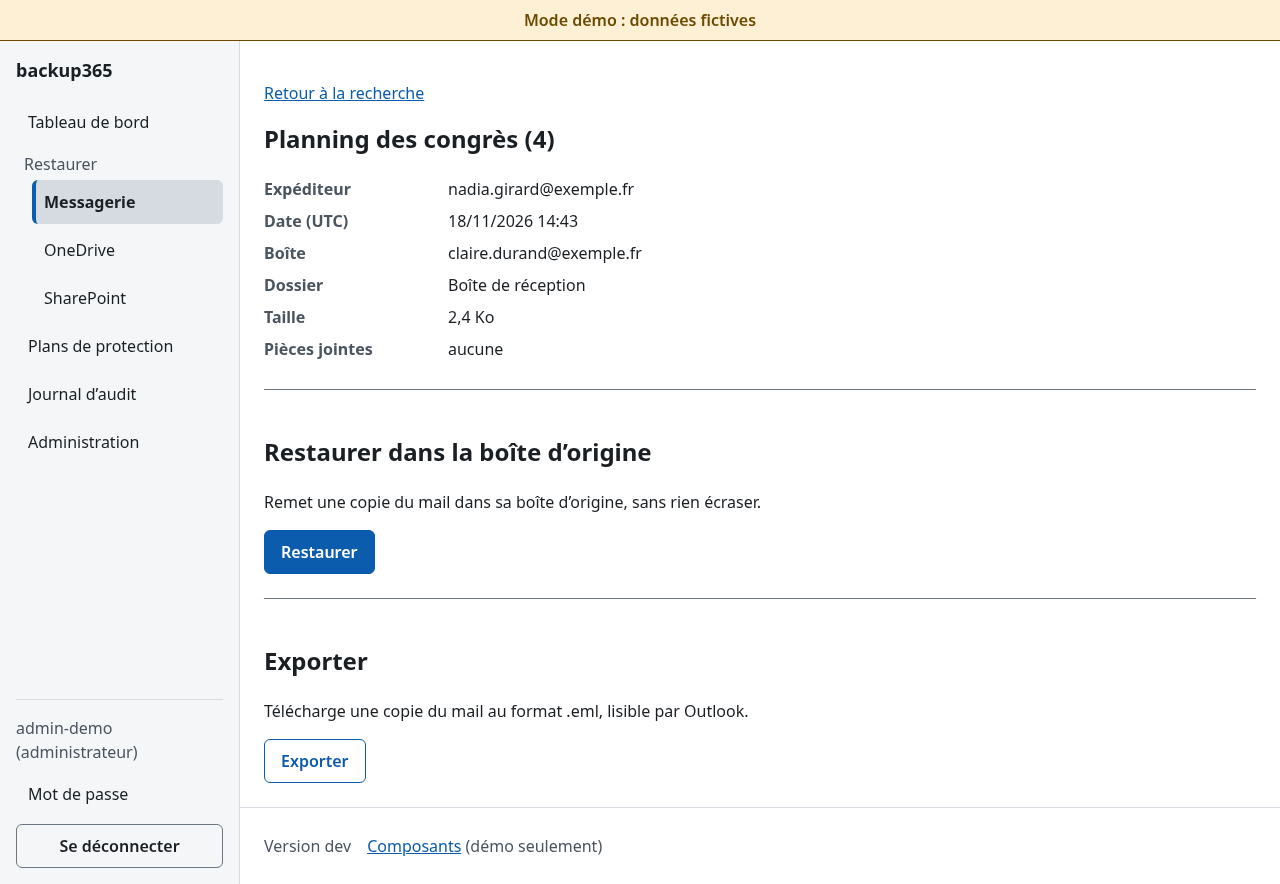 Mode démo : données fictives
backup365
Tableau de bord
Restaurer
Messagerie
OneDrive
SharePoint
Plans de protection
Journal d’audit
Administration
admin-demo
(administrateur)
Mot de passe
Se déconnecter
Retour à la recherche
Planning des congrès (4)
Expéditeur nadia.girard@exemple.fr
Date (UTC) 18/11/2026 14:43
Boîte claire.durand@exemple.fr
Dossier Boîte de réception
Taille 2,4 Ko
Pièces jointes aucune
Restaurer dans la boîte d’origine
Remet une copie du mail dans sa boîte d’origine, sans rien écraser.
Restaurer
Exporter
Télécharge une copie du mail au format .eml, lisible par Outlook.
Exporter
Version dev Composants (démo seulement)